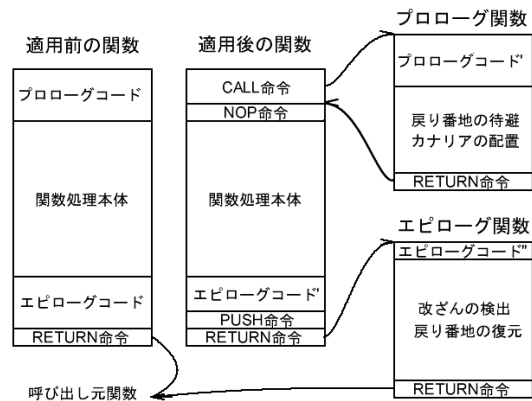 適用前の関数
プロローグコード
関数処理本体
エピローグコード
RETURN命令
呼び出し元関数
適用後の関数
CALL命令
NOP命令
関数処理本体
エピローグコード'
PUSH命令
RETURN命令
プロローグ関数
プロローグコード'
戻り番地の待避
カナリアの配置
RETURN命令
エピローグ関数
エピローグコード"
改ざんの検出
戻り番地の復元
RETURN命令